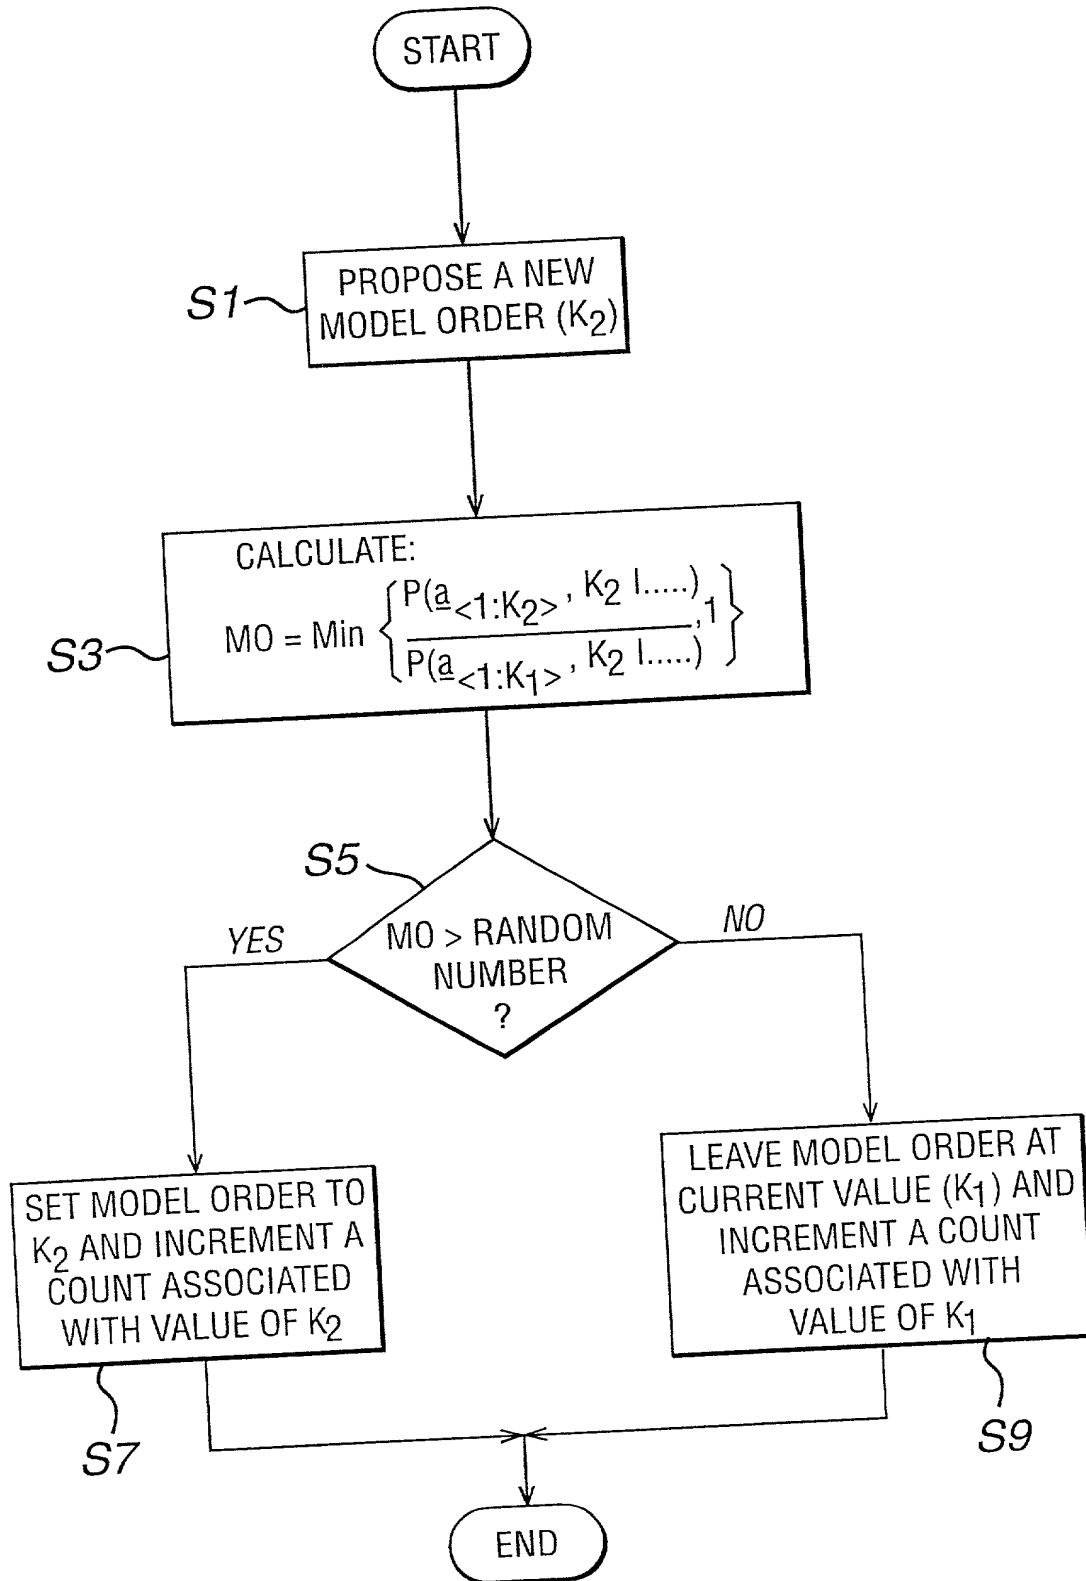 START
S1
PROPOSE A NEW
MODEL ORDER (K2)
S3
CALCULATE:
MO = Min { P(a<1:K2> , K2 I.....) / P(a<1:K1> , K2 I.....) ,1 }
S5
YES
MO > RANDOM
NUMBER
?
NO
SET MODEL ORDER TO
K2 AND INCREMENT A
COUNT ASSOCIATED
WITH VALUE OF K2
S7
LEAVE MODEL ORDER AT
CURRENT VALUE (K1) AND
INCREMENT A COUNT
ASSOCIATED WITH
VALUE OF K1
S9
END